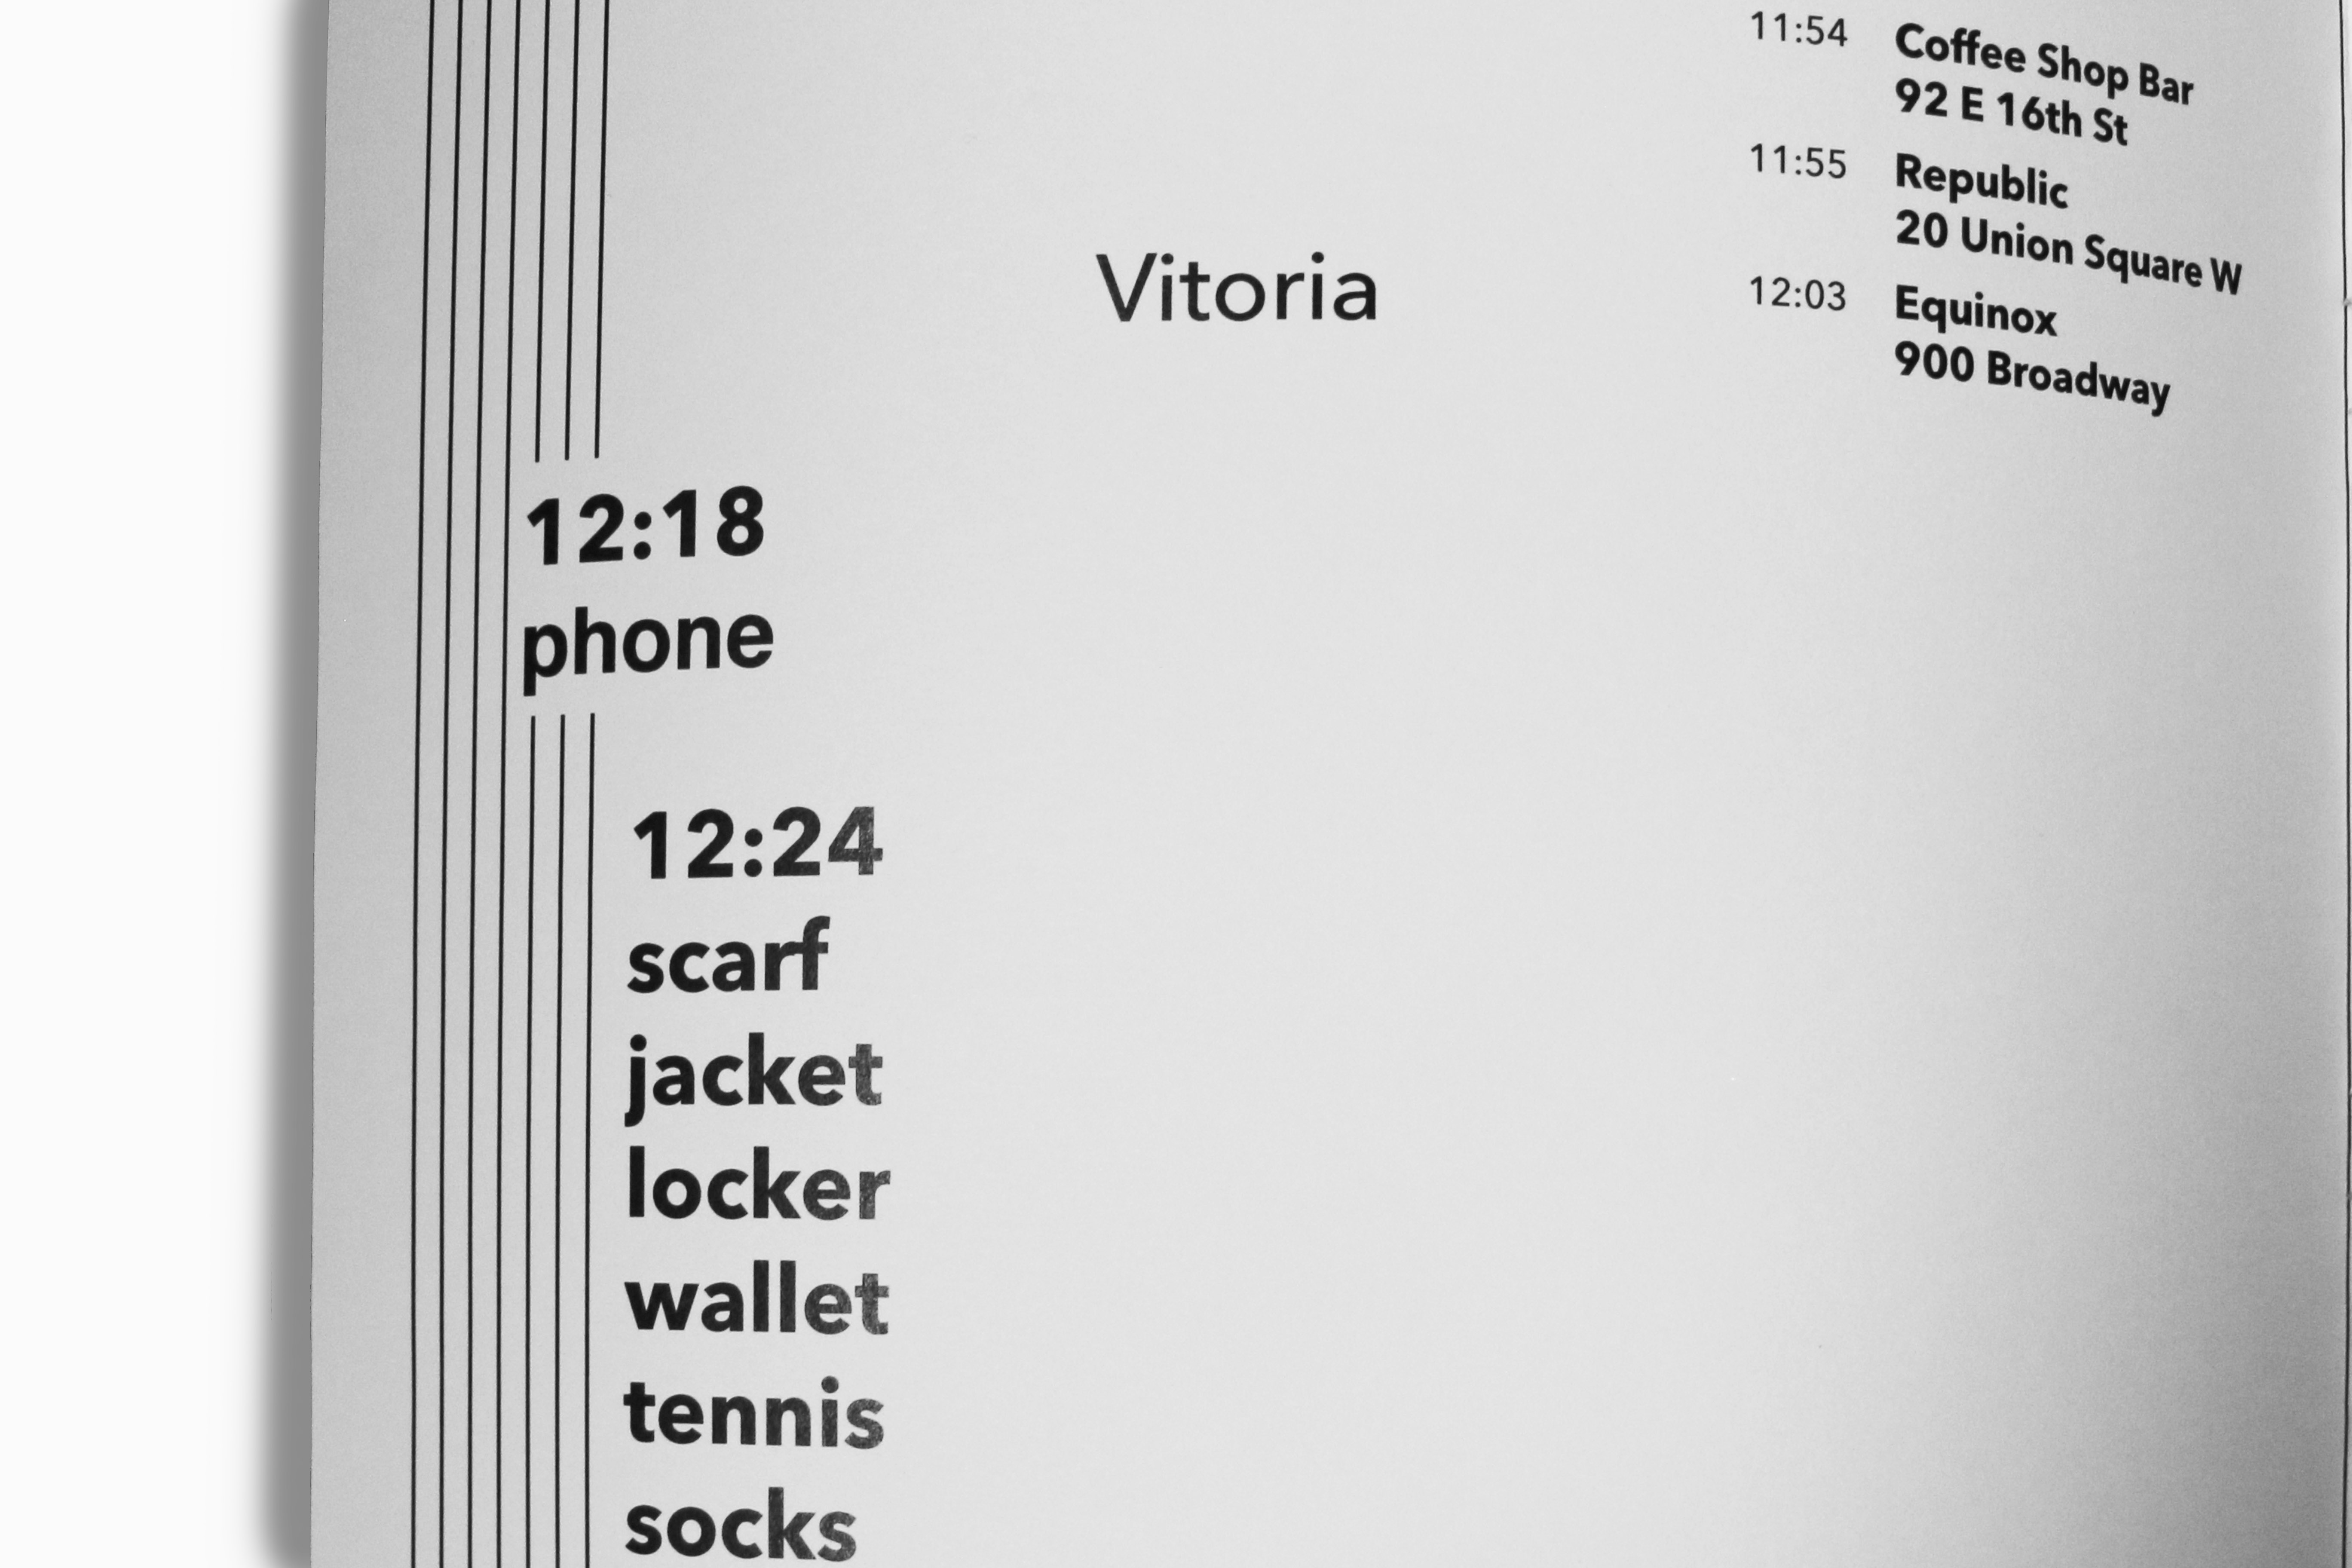 11:54 Coffee Shop Bar
92 E 16th St
11:55 Republic
20 Union Square W
12:03 Equinox
900 Broadway
Vitoria
12:18
phone
12:24
scarf
jacket
locker
wallet
tennis
socks